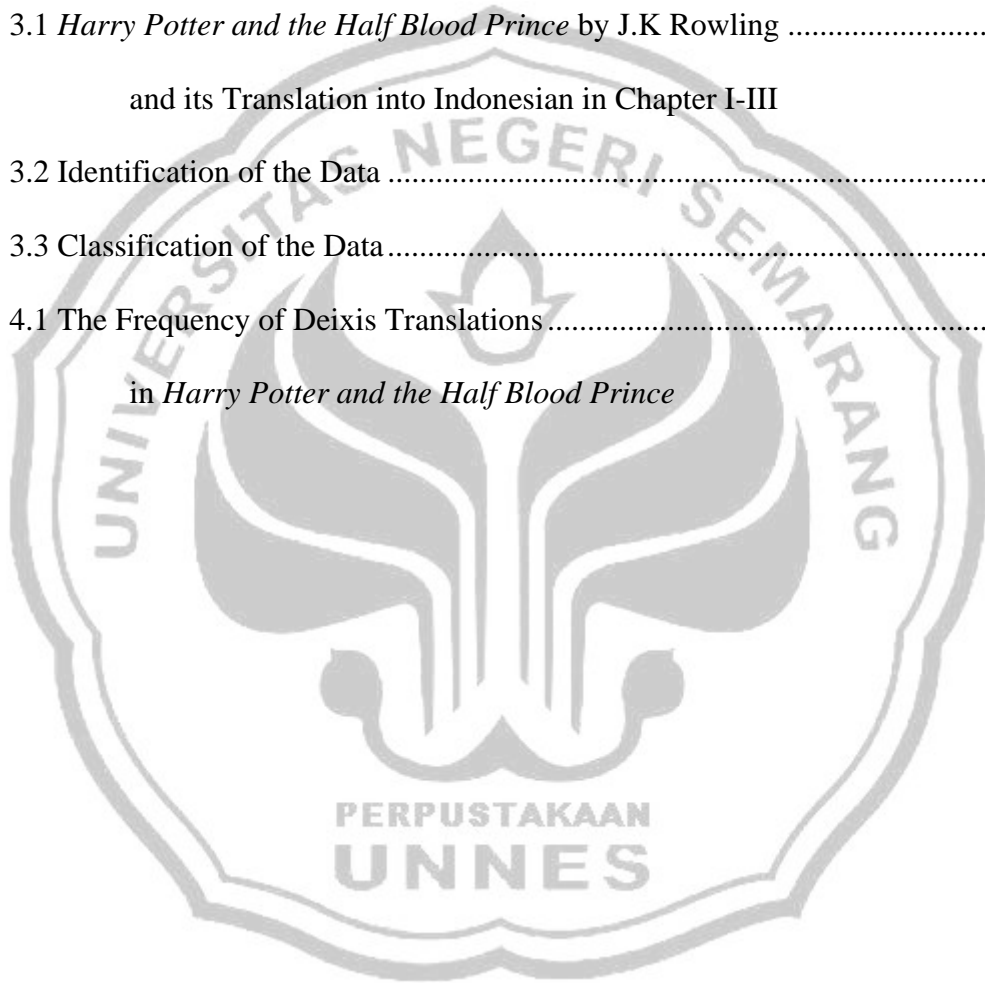 3.1 Harry Potter and the Half Blood Prince by J.K Rowling ........................
and its Translation into Indonesian in Chapter I-III
3.2 Identification of the Data ........................................................................
3.3 Classification of the Data........................................................................
4.1 The Frequency of Deixis Translations....................................................
in Harry Potter and the Half Blood Prince
UNIVERSITAS NEGERI SEMARANG
PERPUSTAKAAN
UNNES